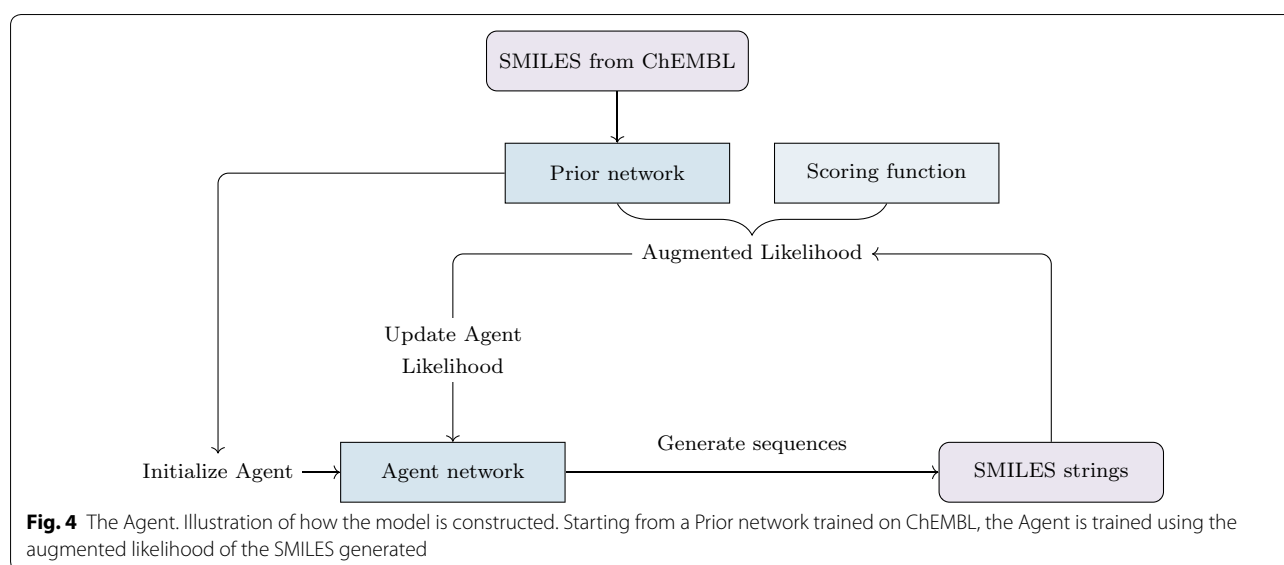 SMILES from ChEMBL
Prior network
Scoring function
Augmented Likelihood
Update Agent
Likelihood
Generate sequences
Initialize Agent
Agent network
SMILES strings
Fig. 4 The Agent. Illustration of how the model is constructed. Starting from a Prior network trained on ChEMBL, the Agent is trained using the
augmented likelihood of the SMILES generated